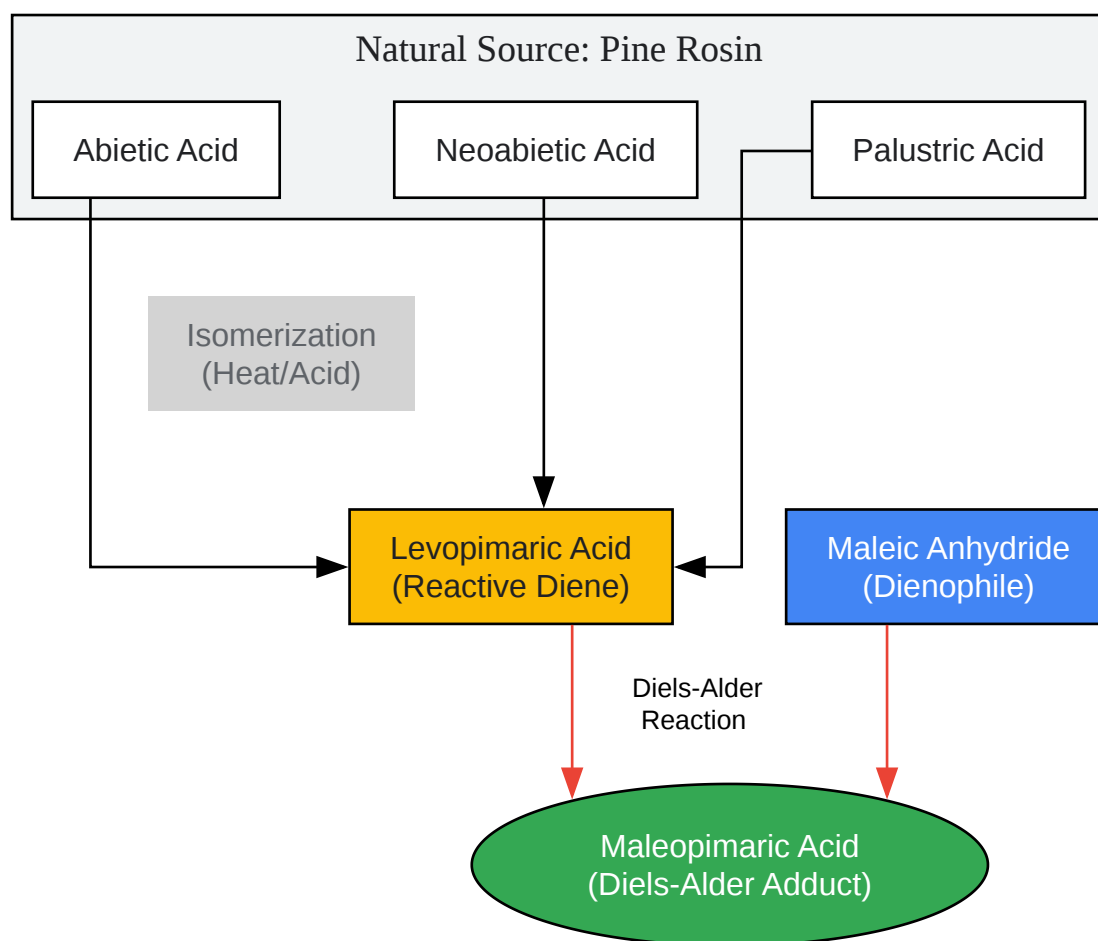 Natural Source: Pine Rosin
Abietic Acid
Neoabietic Acid
Palustric Acid
Isomerization
(Heat/Acid)
Levopimaric Acid
(Reactive Diene)
Maleic Anhydride
(Dienophile)
Diels-Alder
Reaction
Maleopimaric Acid
(Diels-Alder Adduct)